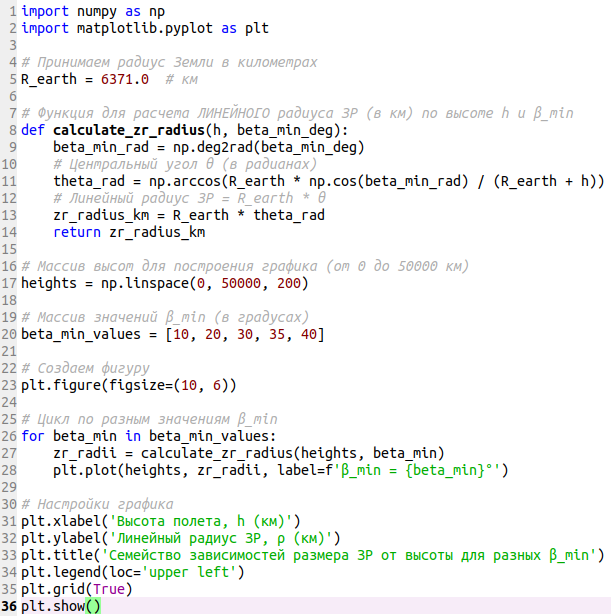 1 import numpy as np
2 import matplotlib.pyplot as plt
3
4 # Принимаем радиус Земли в километрах
5 R_earth = 6371.0  # км
6
7 # Функция для расчета ЛИНЕЙНОГО радиуса ЗР (в км) по высоте h и β_min
8 def calculate_zr_radius(h, beta_min_deg):
9     beta_min_rad = np.deg2rad(beta_min_deg)
10     # Центральный угол θ (в радианах)
11     theta_rad = np.arccos(R_earth * np.cos(beta_min_rad) / (R_earth + h))
12     # Линейный радиус ЗР = R_earth * θ
13     zr_radius_km = R_earth * theta_rad
14     return zr_radius_km
15
16 # Массив высот для построения графика (от 0 до 50000 км)
17 heights = np.linspace(0, 50000, 200)
18
19 # Массив значений β_min (в градусах)
20 beta_min_values = [10, 20, 30, 35, 40]
21
22 # Создаем фигуру
23 plt.figure(figsize=(10, 6))
24
25 # Цикл по разным значениям β_min
26 for beta_min in beta_min_values:
27     zr_radii = calculate_zr_radius(heights, beta_min)
28     plt.plot(heights, zr_radii, label=f'β_min = {beta_min}°')
29
30 # Настройки графика
31 plt.xlabel('Высота полета, h (км)')
32 plt.ylabel('Линейный радиус ЗР, ρ (км)')
33 plt.title('Семейство зависимостей размера ЗР от высоты для разных β_min')
34 plt.legend(loc='upper left')
35 plt.grid(True)
36 plt.show()